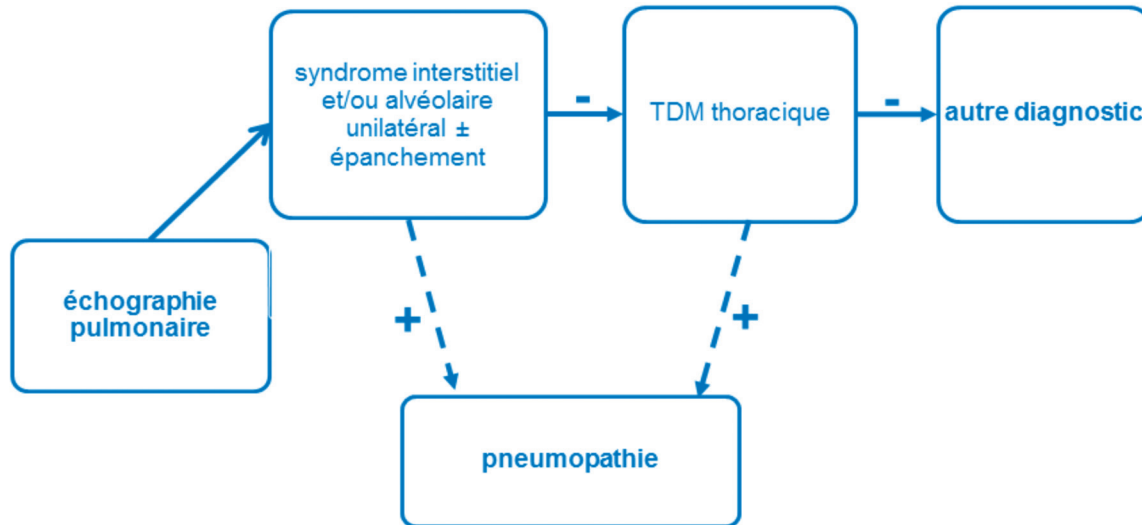 syndrome interstitiel
et/ou alvéolaire
unilatéral ±
épanchement
-
TDM thoracique
-
autre diagnostic
échographie
pulmonaire
+
+
pneumopathie